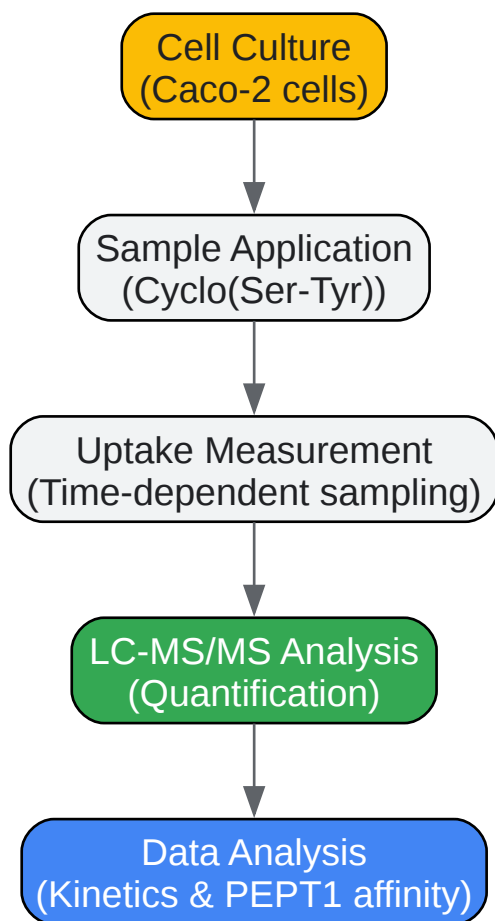 Cell Culture
(Caco-2 cells)
Sample Application
(Cyclo(Ser-Tyr))
Uptake Measurement
(Time-dependent sampling)
LC-MS/MS Analysis
(Quantification)
Data Analysis
(Kinetics & PEPT1 affinity)